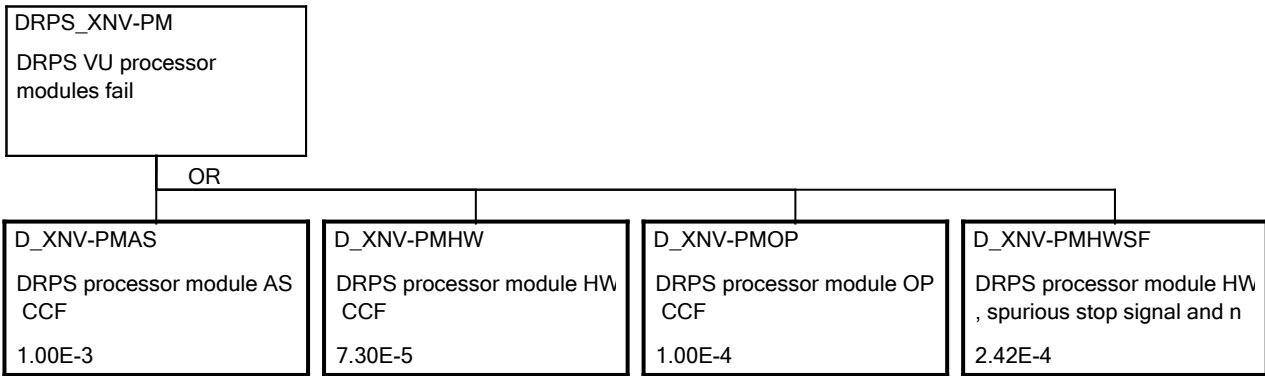 DRPS_XNV-PM
DRPS VU processor
modules fail
OR
D_XNV-PMAS
DRPS processor module AS
CCF
1.00E-3
D_XNV-PMHW
DRPS processor module HW
CCF
7.30E-5
D_XNV-PMOP
DRPS processor module OP
CCF
1.00E-4
D_XNV-PMHWSF
DRPS processor module HW
, spurious stop signal and n
2.42E-4